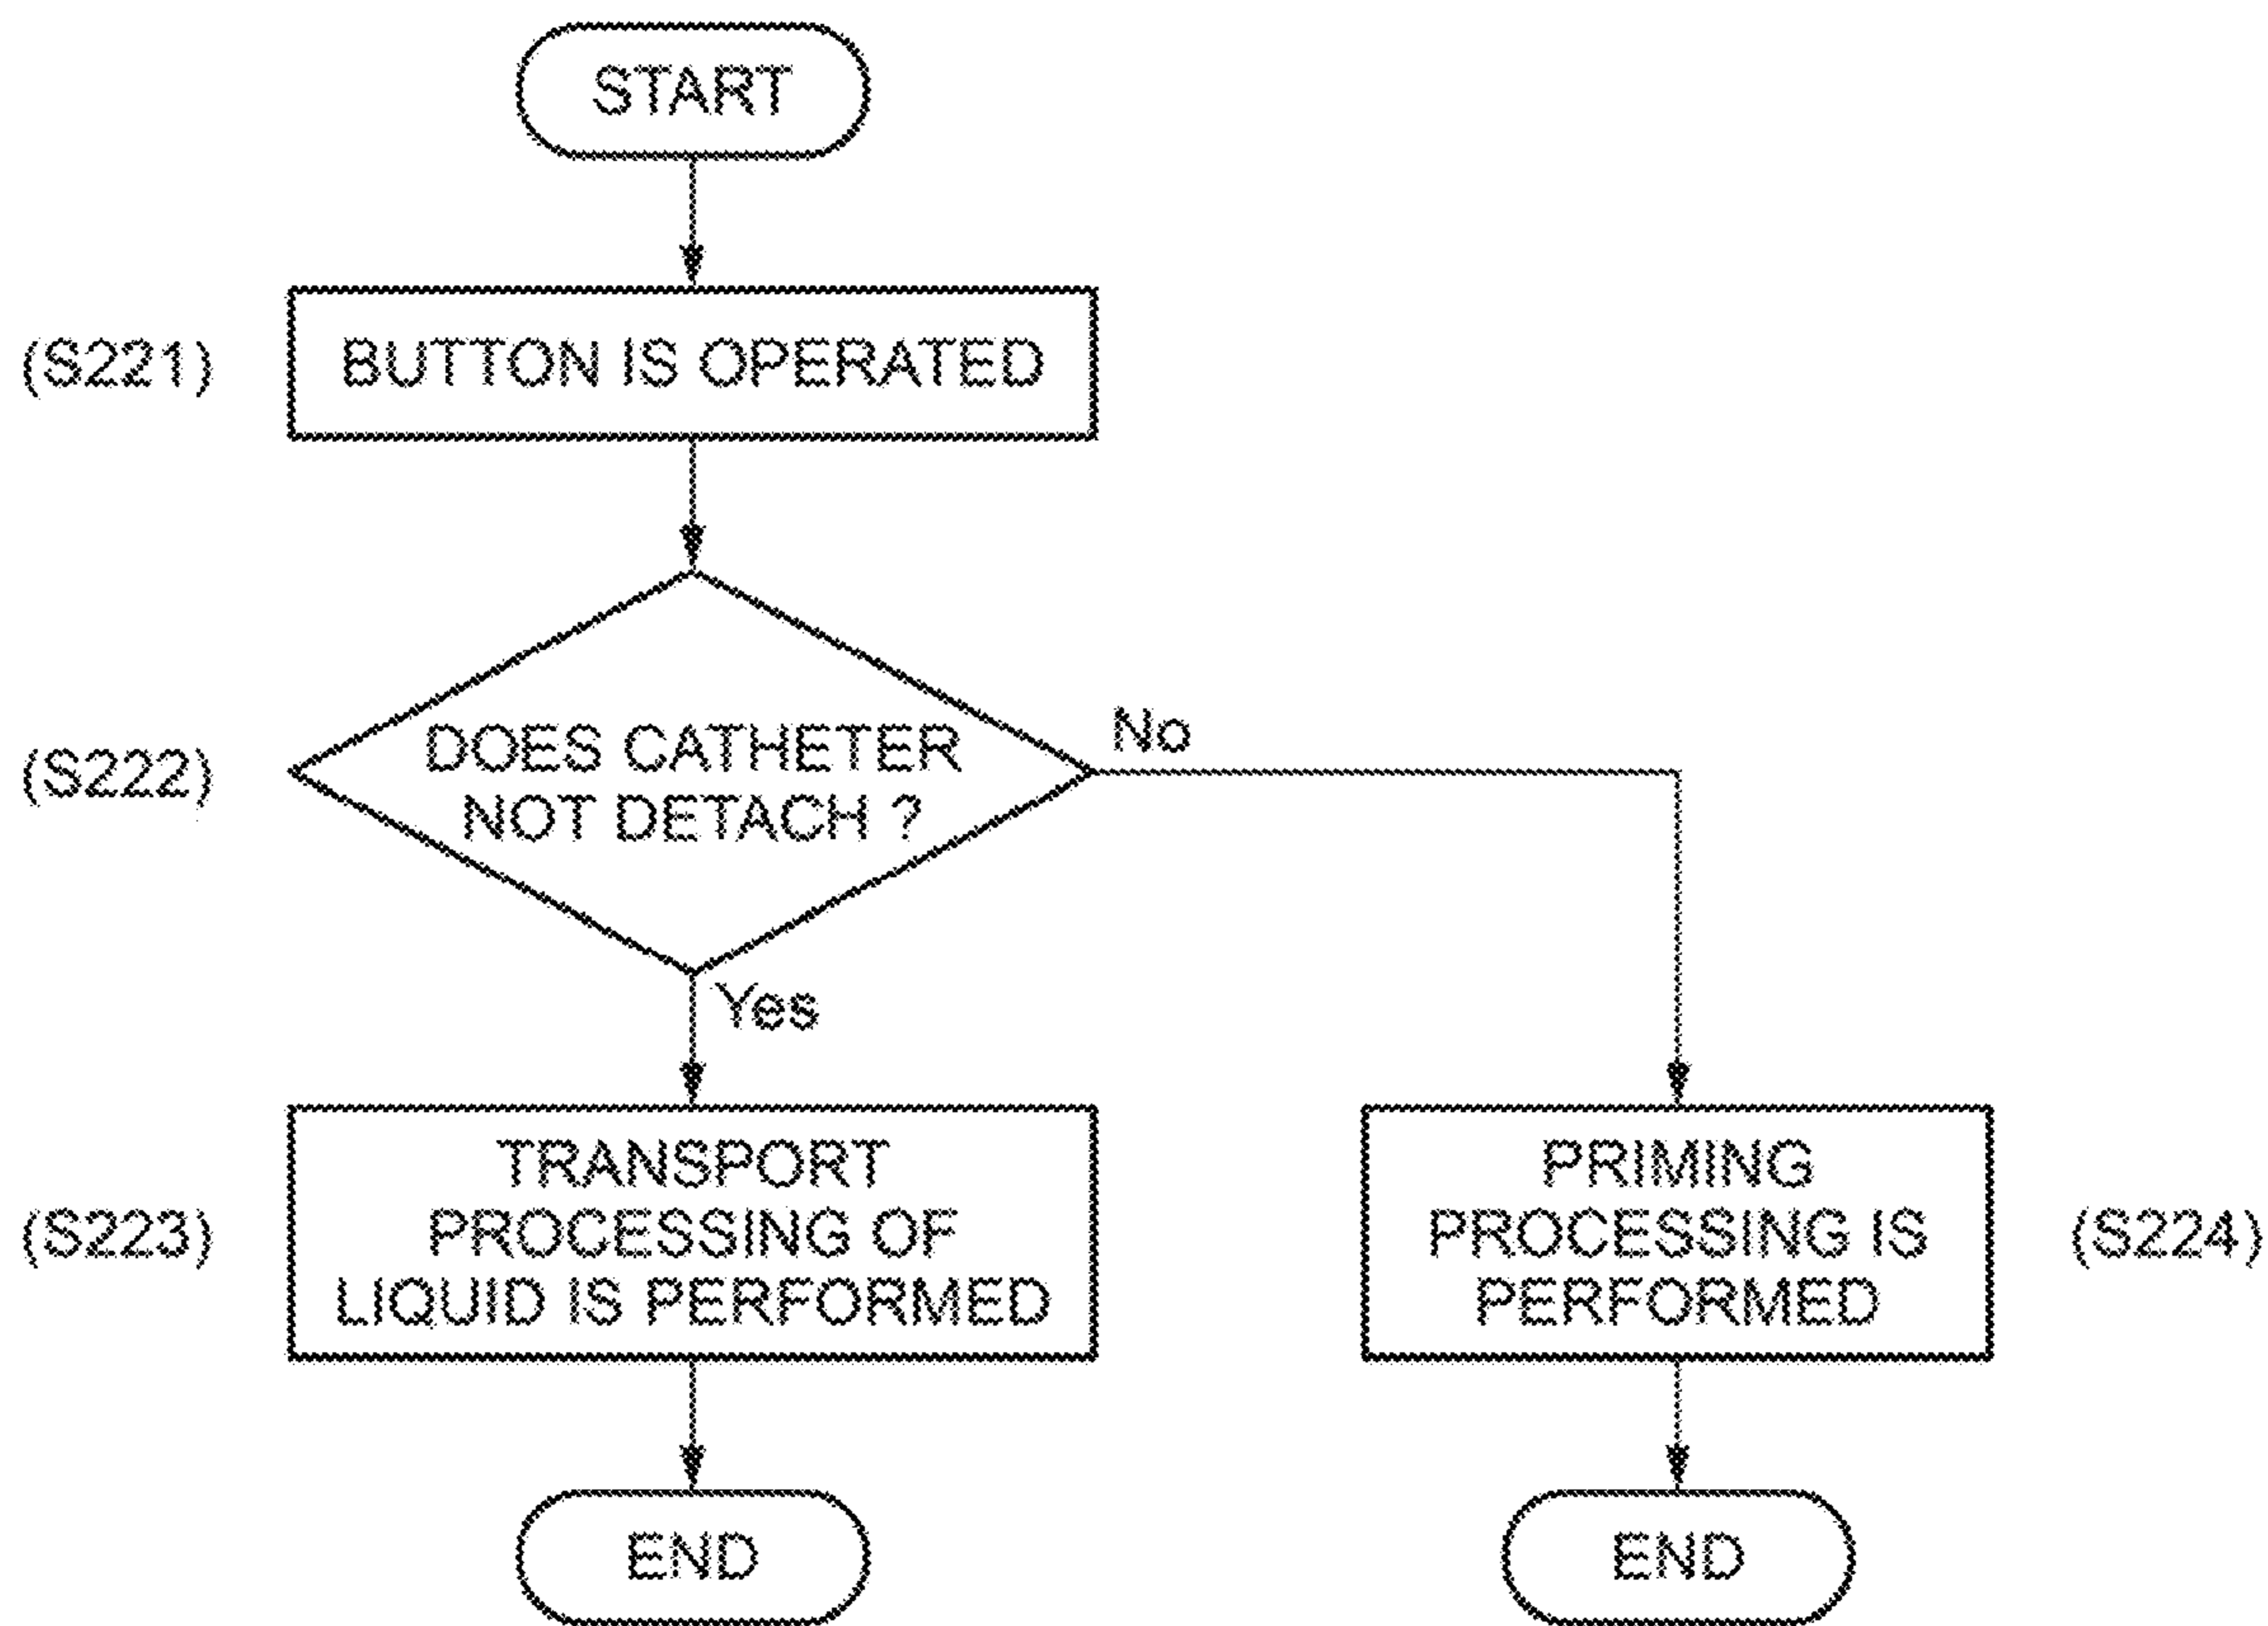 START
(S221)
BUTTON IS OPERATED
(S222)
DOES CATHETER
NOT DETACH ?
No
Yes
(S223)
TRANSPORT
PROCESSING OF
LIQUID IS PERFORMED
PRIMING
PROCESSING IS
PERFORMED
(S224)
END
END